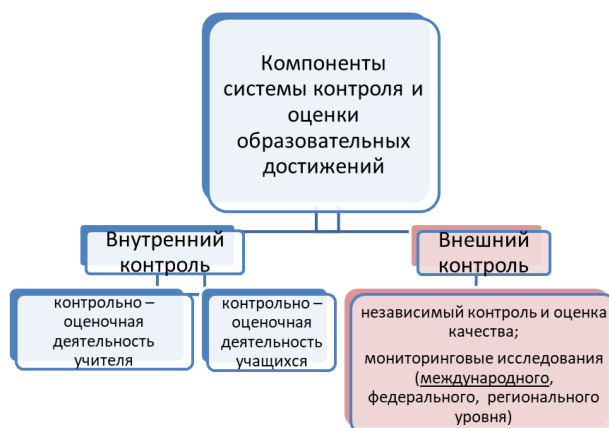 Компоненты
системы контроля и
оценки
образовательных
достижений
Внутренний
контроль
Внешний
контроль
контрольно –
оценочная
деятельность
учителя
контрольно –
оценочная
деятельность
учащихся
независимый контроль и оценка
качества;
мониторинговые исследования
(международного,
федерального, регионального
уровня)